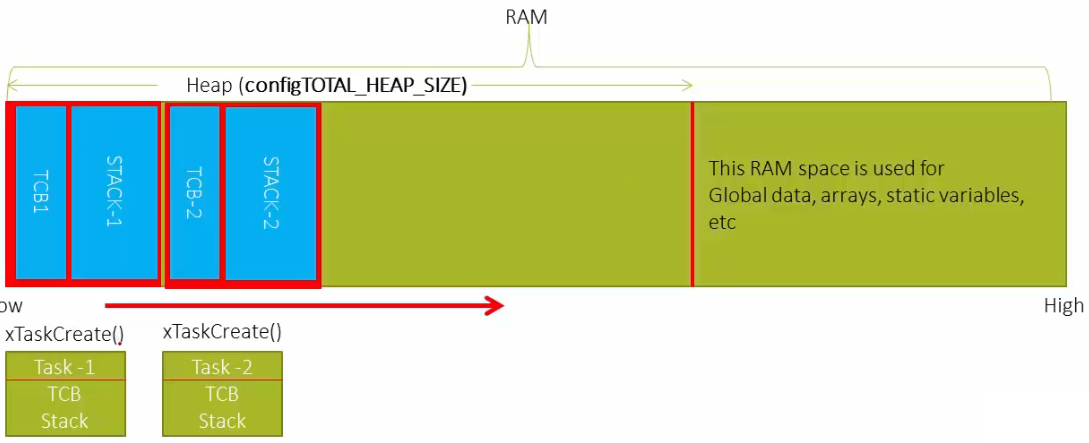 RAM
Heap (configTOTAL_HEAP_SIZE)
TCB1
STACK-1
TCB-2
STACK-2
This RAM space is used for
Global data, arrays, static variables,
etc
ow
High
xTaskCreate()
xTaskCreate()
Task -1
TCB
Stack
Task -2
TCB
Stack